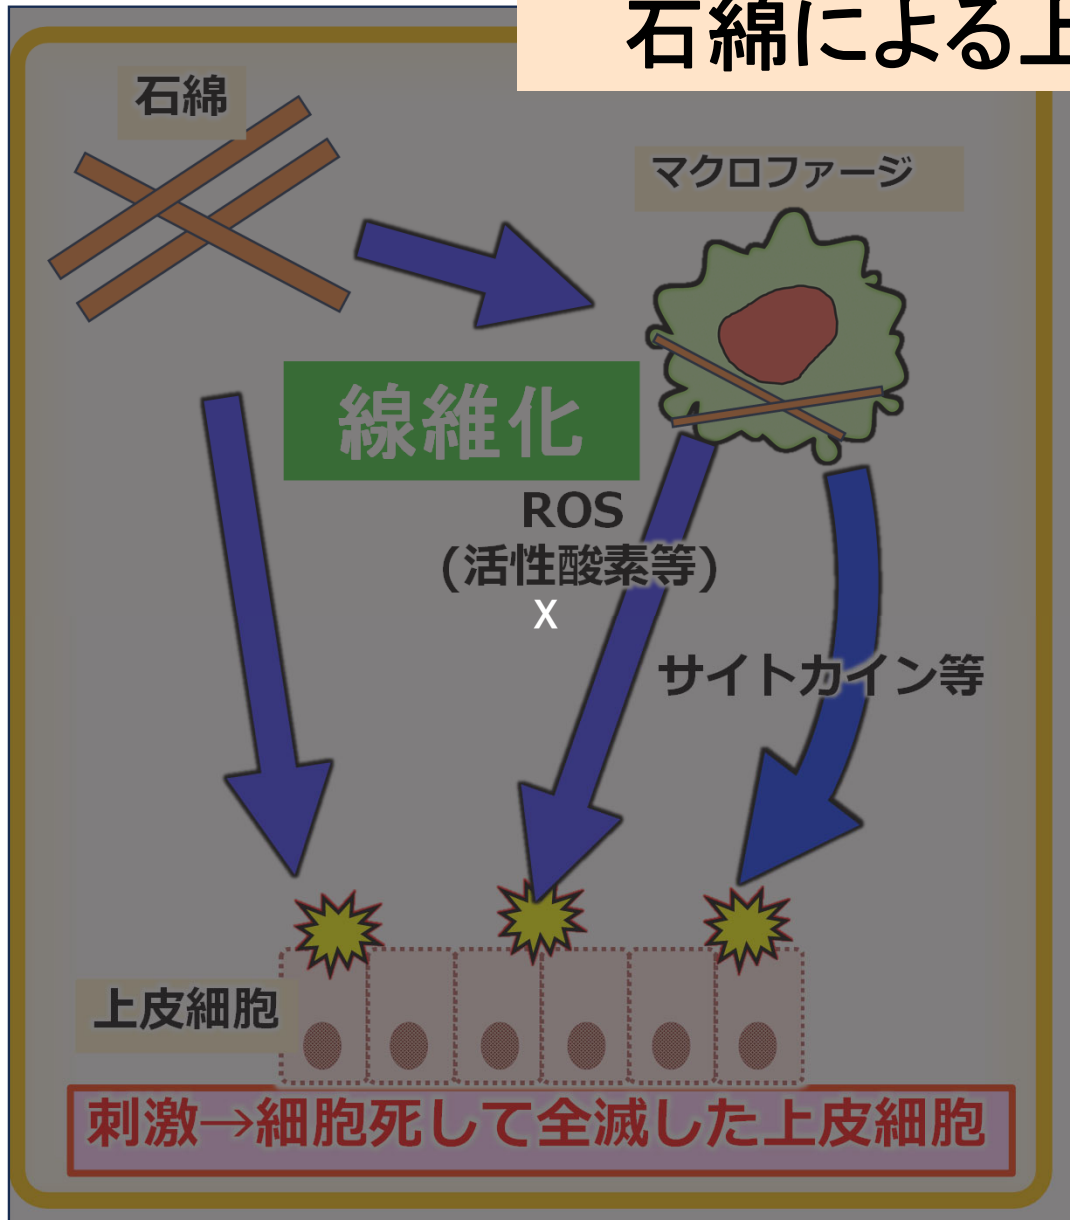 石綿による上
石綿
マクロファージ
線維化
ROS
(活性酸素等)
X
サイトカイン等
上皮細胞
刺激→細胞死して全滅した上皮細胞